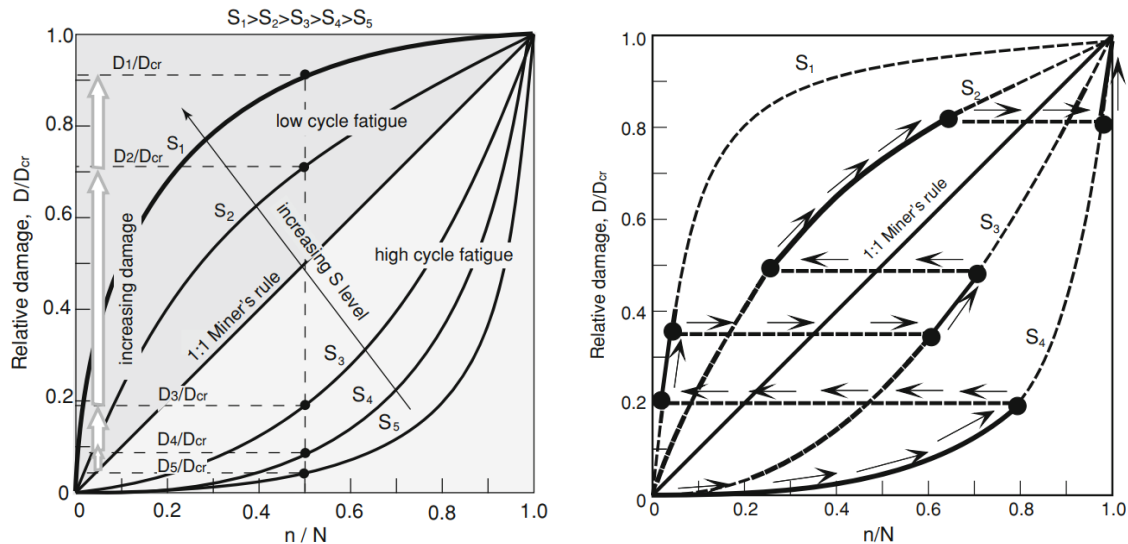 S1>S2>S3>S4>S5
Relative damage, D/Dcr
1.0
0.8
0.6
0.4
0.2
0
D1/Dcr
D2/Dcr
D3/Dcr
D4/Dcr
D5/Dcr
increasing damage
S1
S2
low cycle fatigue
increasing S level
high cycle fatigue
1:1 Miner's rule
S3
S4
S5
0
0.2
0.4
0.6
0.8
1.0
n / N
Relative damage, D/Dcr
1.0
0.8
0.6
0.4
0.2
0
S1
S2
1:1 Miner's rule
S3
S4
0
0.2
0.4
0.6
0.8
1.0
n/N